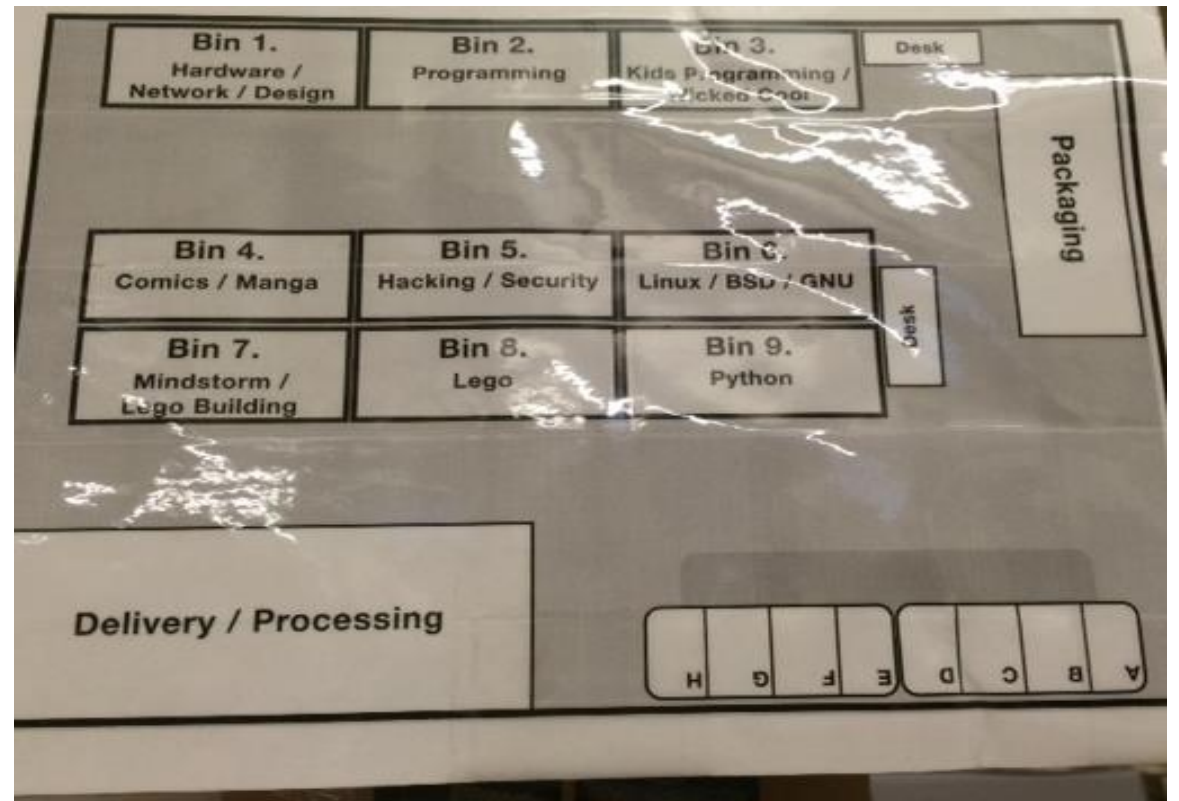 Bin 1.
Hardware /
Network / Design
Bin 2.
Programming
Bin 3.
Kids Programming /
Wicked Cool
Desk
Packaging
Bin 4.
Comics / Manga
Bin 5.
Hacking / Security
Bin 6.
Linux / BSD / GNU
Desk
Bin 7.
Mindstorm /
Lego Building
Bin 8.
Lego
Bin 9.
Python
Delivery / Processing
H G F E D C B A